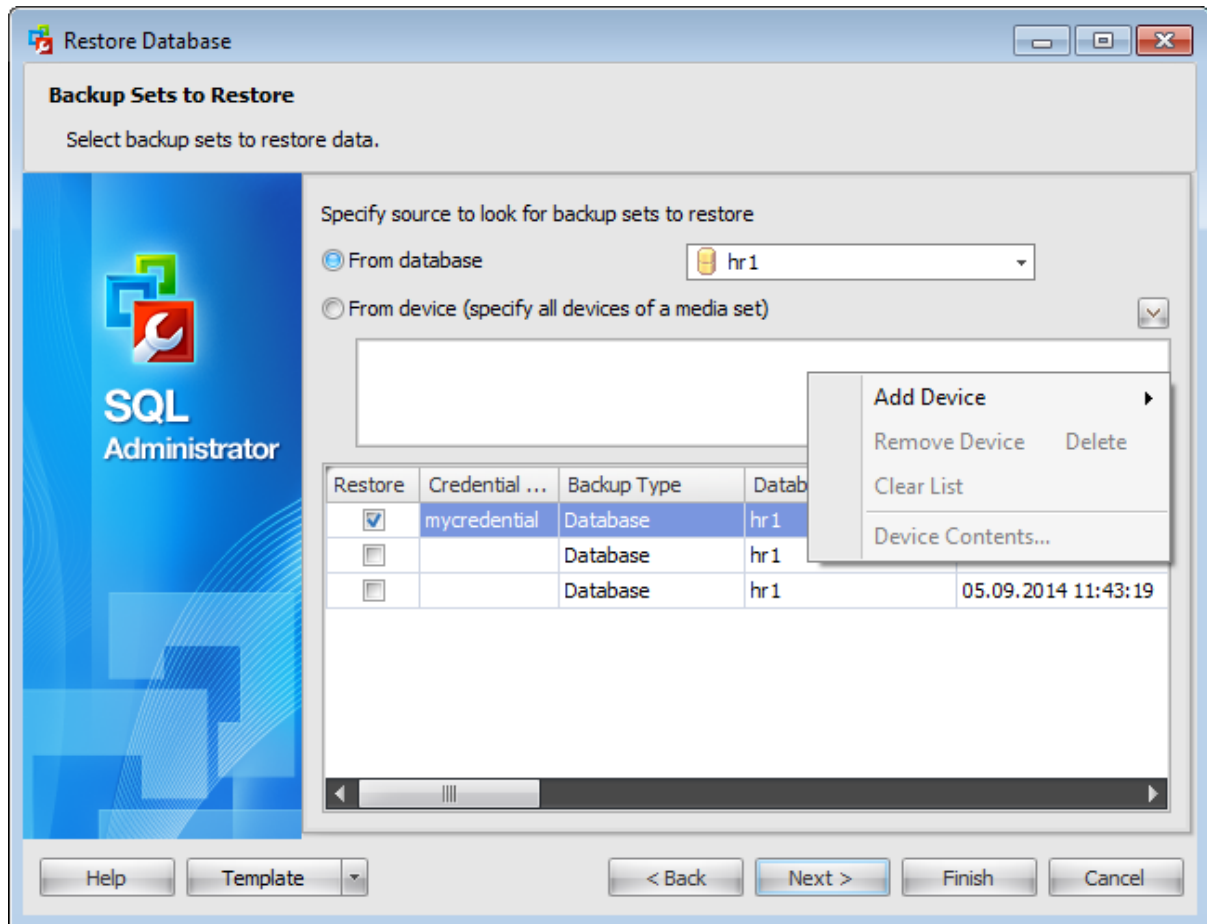 Restore Database
Backup Sets to Restore
Select backup sets to restore data.
Specify source to look for backup sets to restore
From database hr1
From device (specify all devices of a media set)
SQL
Administrator
Add Device
Remove Device Delete
Clear List
Device Contents...
Restore Credential ... Backup Type Datab
mycredential Database hr1
Database hr1
Database hr1 05.09.2014 11:43:19
Help Template < Back Next > Finish Cancel